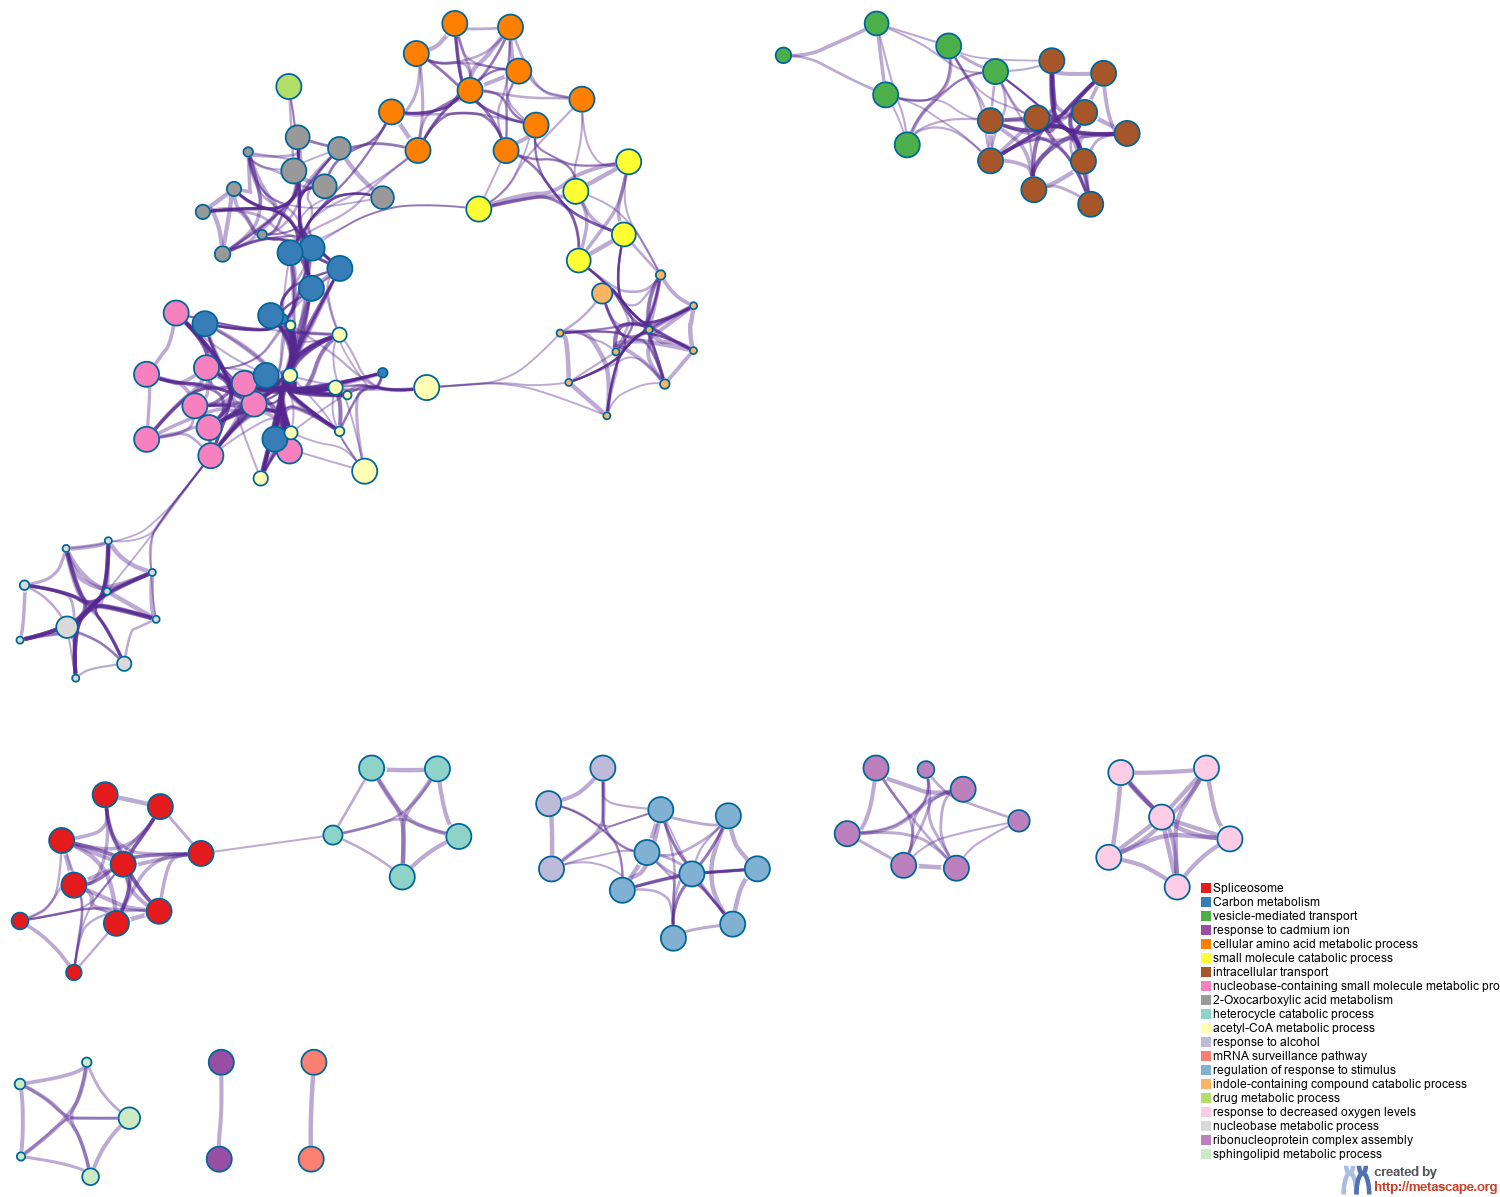 Spliceosome
Carbon metabolism
vesicle-mediated transport
response to cadmium ion
cellular amino acid metabolic process
small molecule catabolic process
intracellular transport
nucleobase-containing small molecule metabolic pro
2-Oxocarboxylic acid metabolism
heterocycle catabolic process
acetyl-CoA metabolic process
response to alcohol
mRNA surveillance pathway
regulation of response to stimulus
indole-containing compound catabolic process
drug metabolic process
response to decreased oxygen levels
nucleobase metabolic process
ribonucleoprotein complex assembly
sphingolipid metabolic process
created by
http://metascape.org